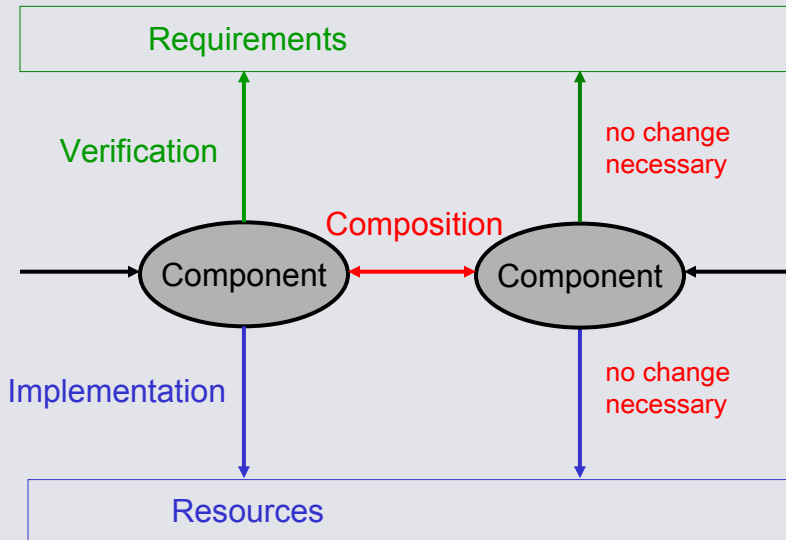 Requirements
Verification
no change
necessary
Composition
Component
Component
Implementation
no change
necessary
Resources